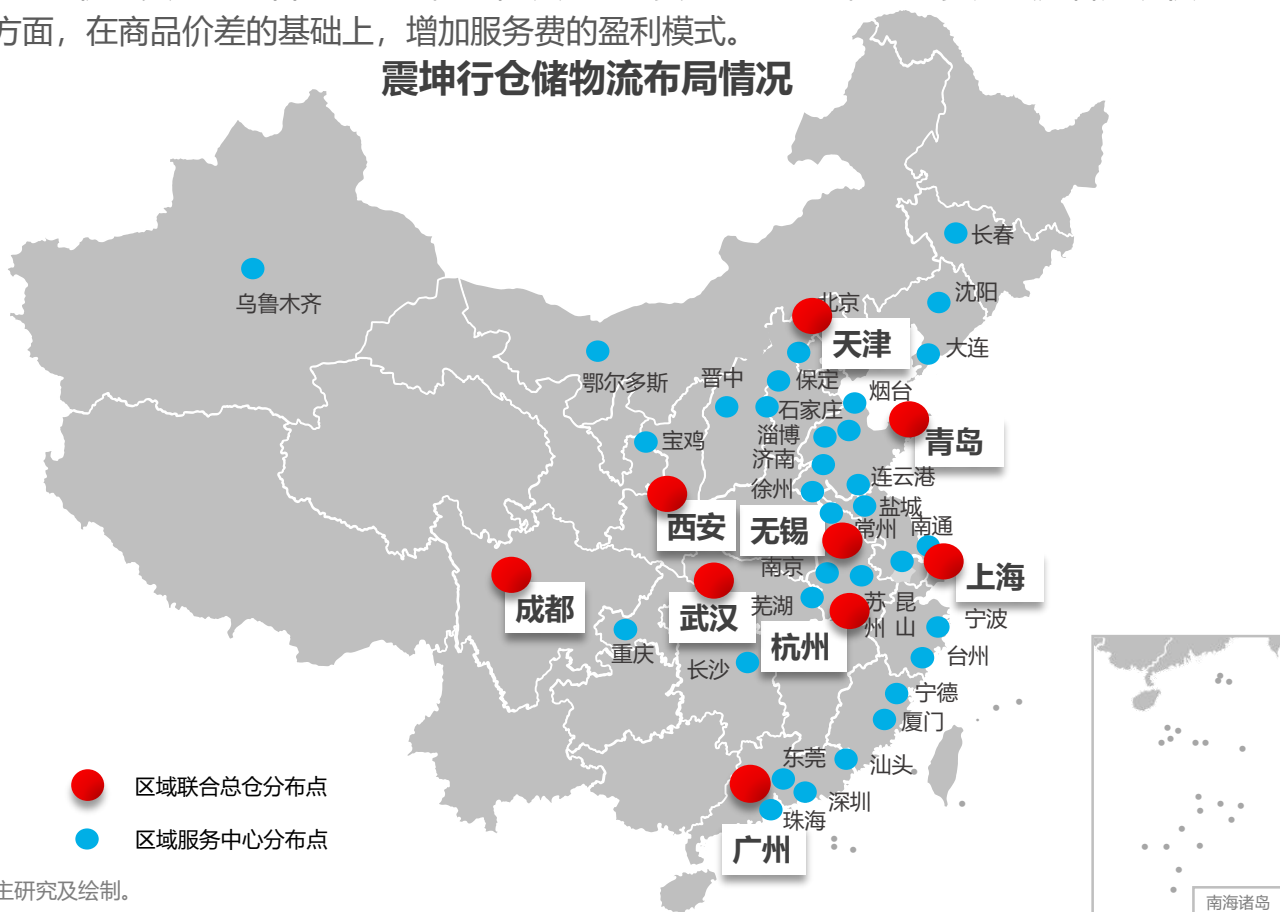 方面，在商品价差的基础上，增加服务费的盈利模式。
震坤行仓储物流布局情况
长春
沈阳
乌鲁木齐
北京
天津
大连
鄂尔多斯
晋中
保定
烟台
石家庄
淄博
青岛
宝鸡
济南
连云港
徐州
盐城
西安
无锡
常州
南通
南京
上海
成都
武汉
芜湖
苏州
昆山
宁波
杭州
重庆
长沙
台州
宁德
厦门
东莞
汕头
区域联合总仓分布点
深圳
珠海
区域服务中心分布点
广州
主研究及绘制。
南海诸岛